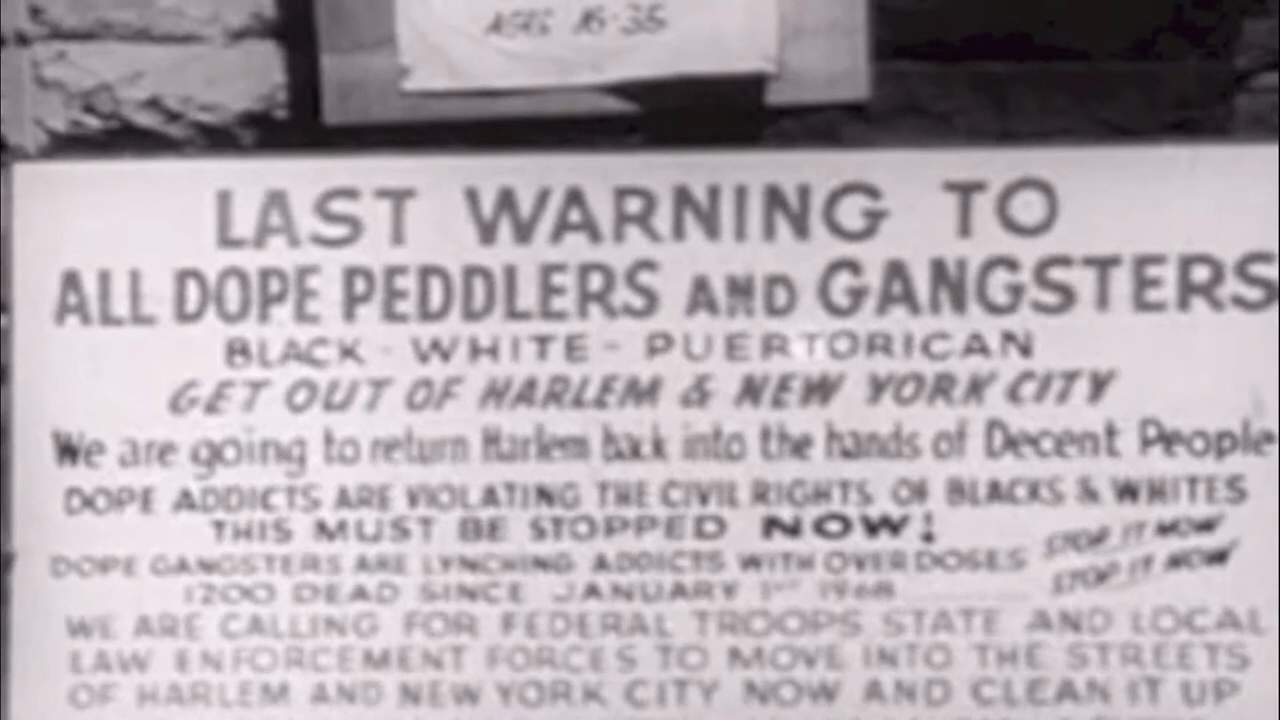 AGES 16-35
LAST WARNING TO
ALL DOPE PEDDLERS AND GANGSTERS
BLACK - WHITE - PUERTORICAN
GET OUT OF HARLEM & NEW YORK CITY
We are going to return Harlem back into the hands of Decent People
DOPE ADDICTS ARE VIOLATING THE CIVIL RIGHTS OF BLACKS & WHITES
THIS MUST BE STOPPED NOW!
STOP IT NOW
DOPE GANGSTERS ARE LYNCHING ADDICTS WITH OVERDOSES
STOP IT NOW
1200 DEAD SINCE JANUARY 1ST 1968
WE ARE CALLING FOR FEDERAL TROOPS STATE AND LOCAL
LAW ENFORCEMENT FORCES TO MOVE INTO THE STREETS
OF HARLEM AND NEW YORK CITY NOW AND CLEAN IT UP